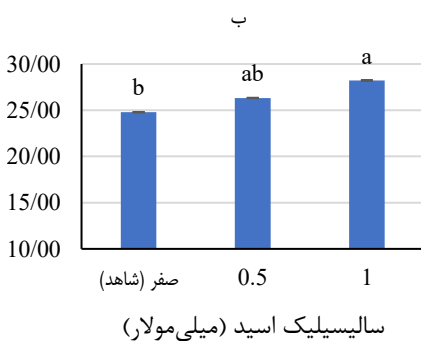 ب
30/00
25/00
20/00
15/00
10/00
b
ab
a
صفر (شاهد)
0.5
1
سالیسیلیک اسید (میلی‌مولار)